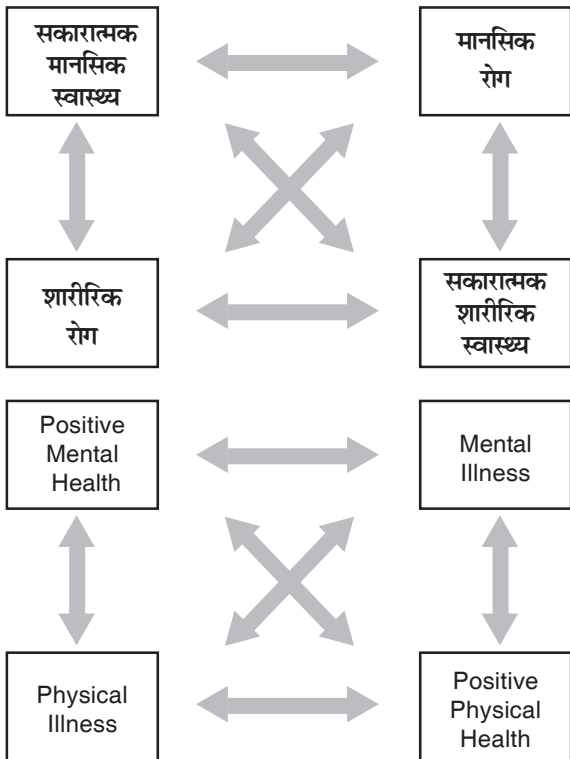 सकारात्मक
मानसिक
स्वास्थ्य
मानसिक
रोग
शारीरिक
रोग
सकारात्मक
शारीरिक
स्वास्थ्य
Positive
Mental
Health
Mental
Illness
Physical
Illness
Positive
Physical
Health